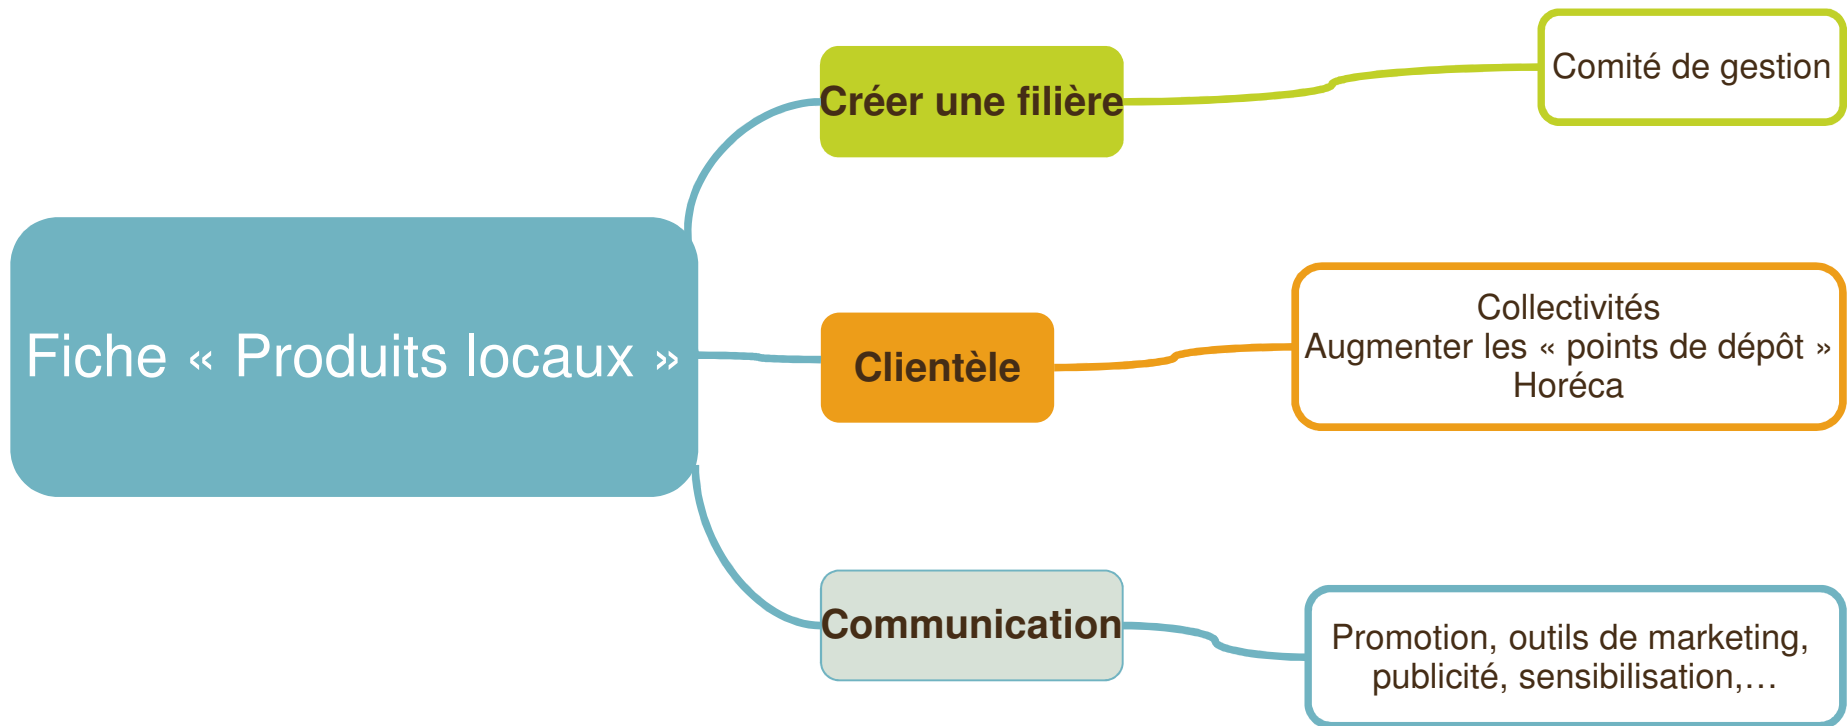 Fiche « Produits locaux »
Créer une filière
Comité de gestion
Clientèle
Collectivités
Augmenter les « points de dépôt »
Horéca
Communication
Promotion, outils de marketing,
publicité, sensibilisation,…